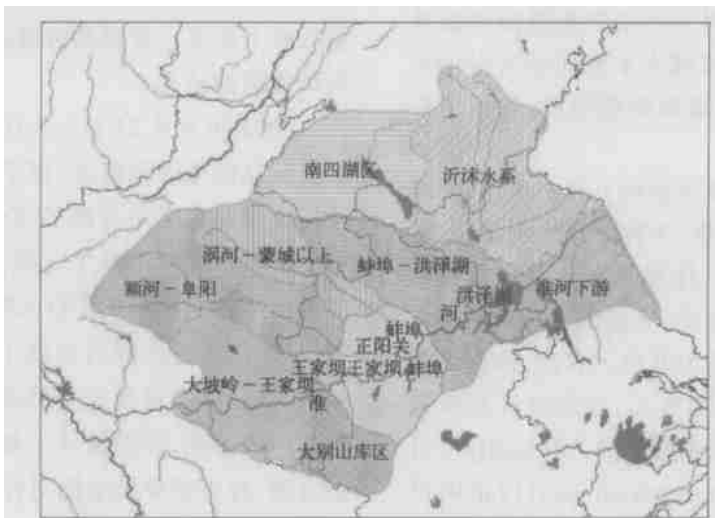 南四湖区
沂沭水系
涡河-蒙城以上
蚌埠-洪泽湖
颍河-阜阳
洪泽湖
淮河下游
河
蚌埠
正阳关
王家坝
王家坝-蚌埠
大坡岭-王家坝
淮
大别山库区